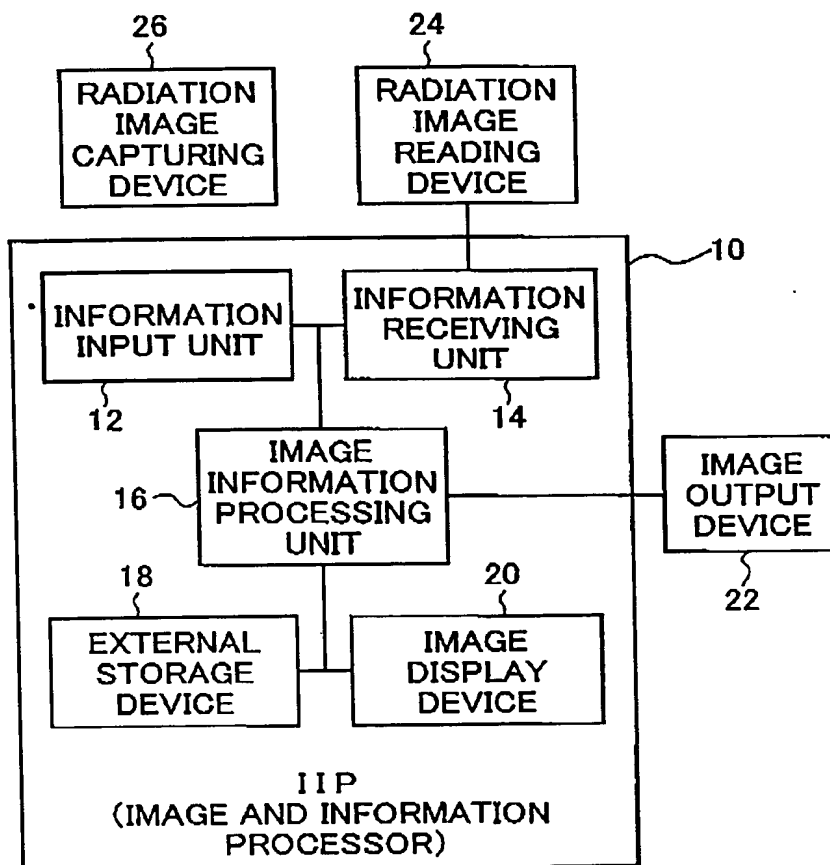 26
RADIATION
IMAGE
CAPTURING
DEVICE
24
RADIATION
IMAGE
READING
DEVICE
10
INFORMATION
INPUT UNIT
12
INFORMATION
RECEIVING
UNIT
14
IMAGE
INFORMATION
PROCESSING
UNIT
16
IMAGE
OUTPUT
DEVICE
22
18
EXTERNAL
STORAGE
DEVICE
20
IMAGE
DISPLAY
DEVICE
IIP
(IMAGE AND INFORMATION
PROCESSOR)